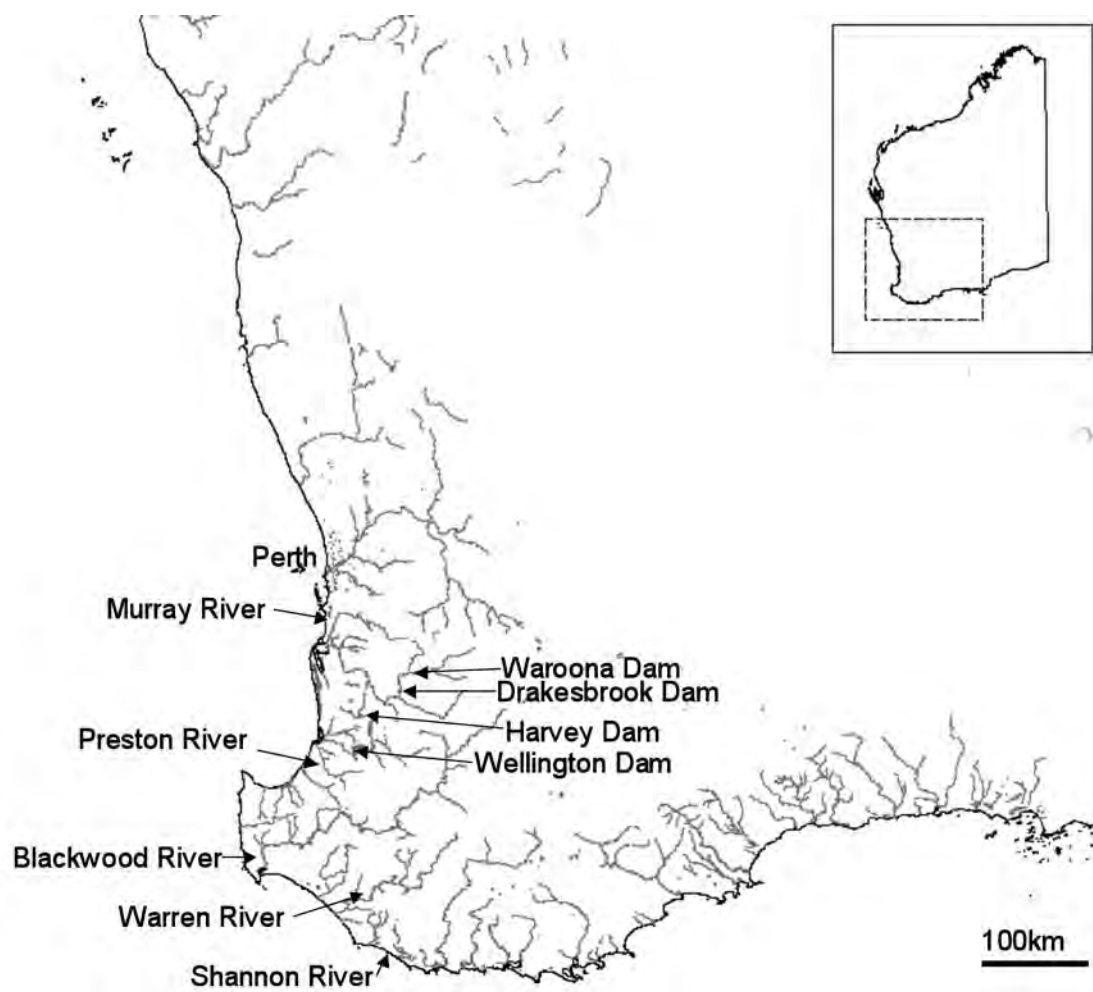 Perth
Murray River
Waroona Dam
Drakesbrook Dam
Harvey Dam
Preston River
Wellington Dam
Blackwood River
Warren River
Shannon River
100km